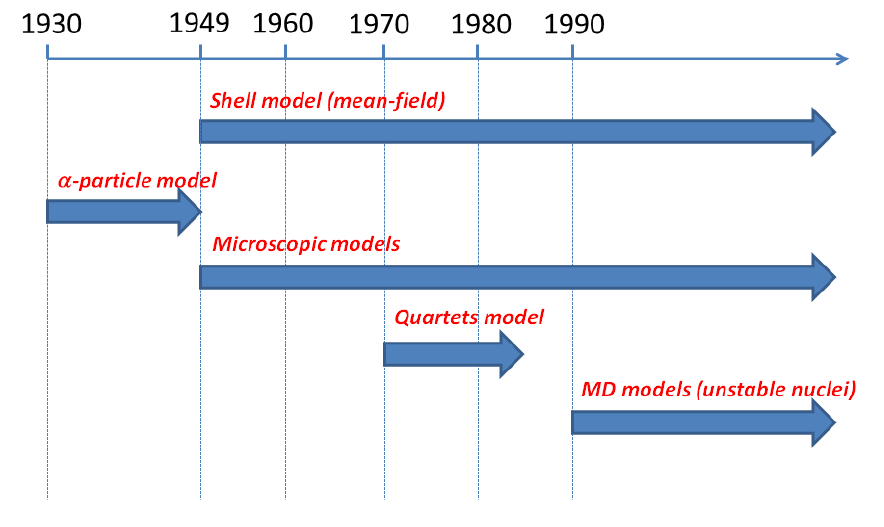 1930 1949 1960 1970 1980 1990
Shell model (mean-field)
α-particle model
Microscopic models
Quartets model
MD models (unstable nuclei)